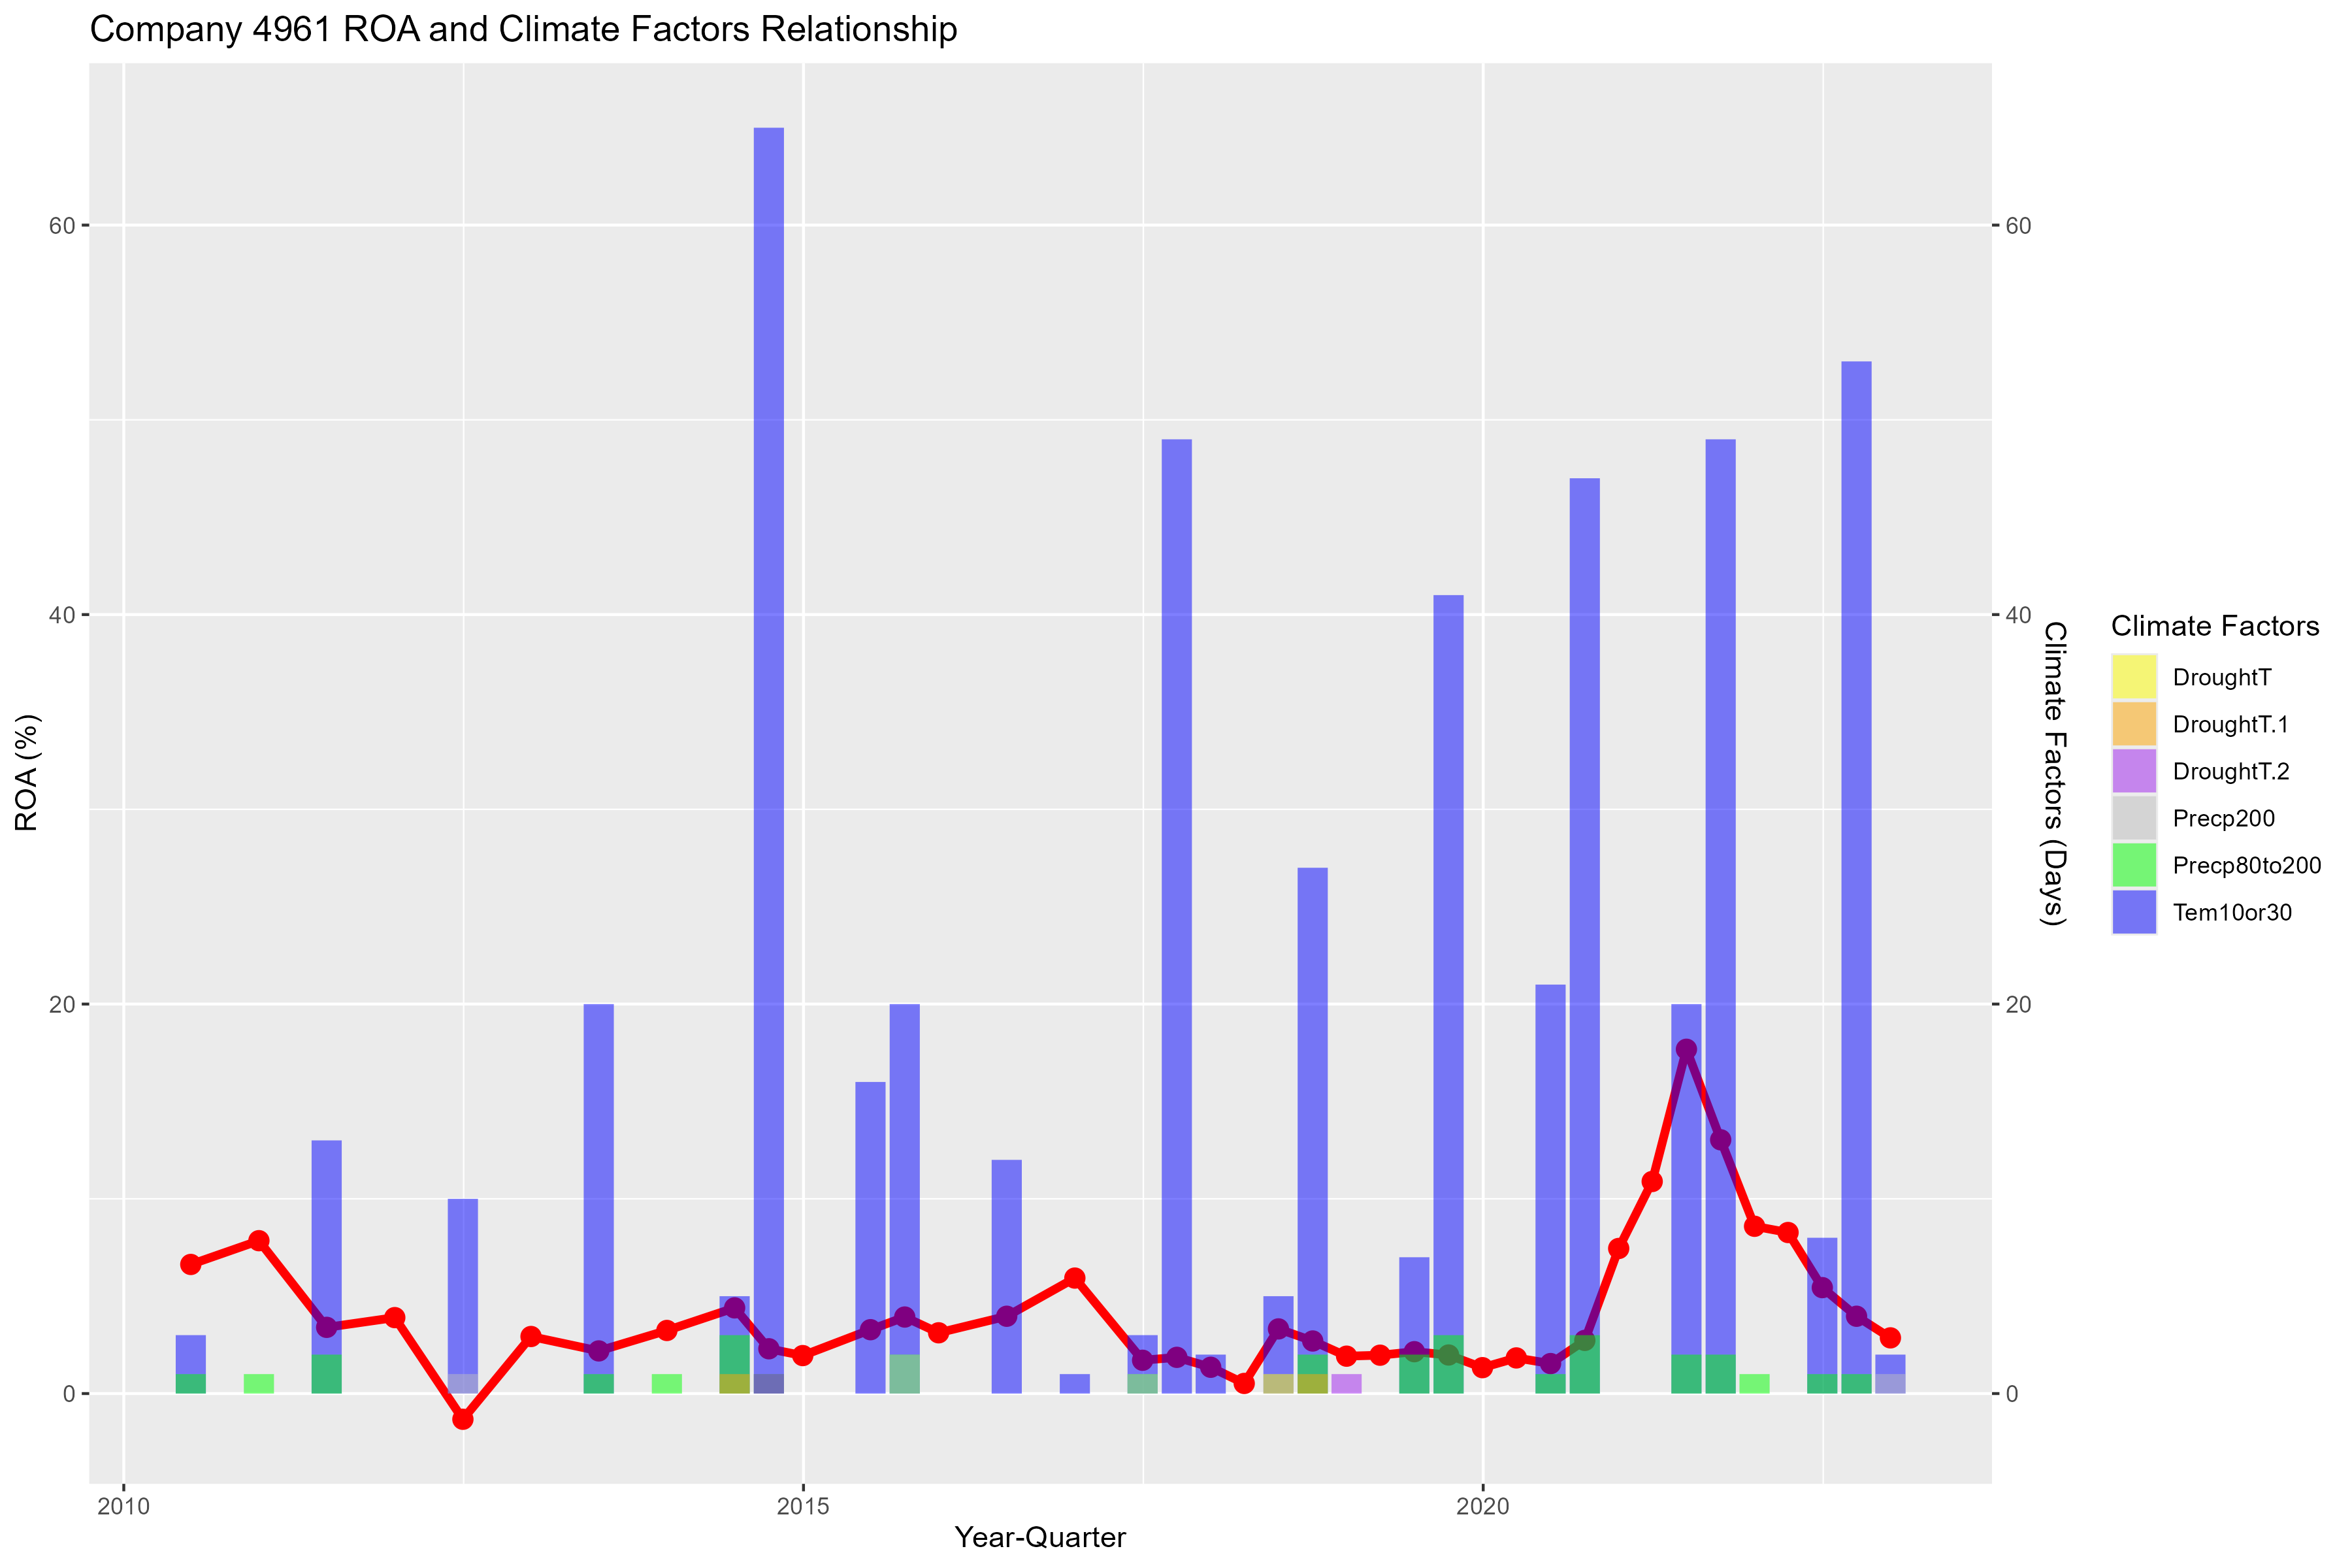 Company 4961 ROA and Climate Factors Relationship
60
40
20
0
ROA (%)
2010
2015
2020
Year-Quarter
60
40
20
0
Climate Factors (Days)
Climate Factors
DroughtT
DroughtT.1
DroughtT.2
Precp200
Precp80to200
Tem10or30